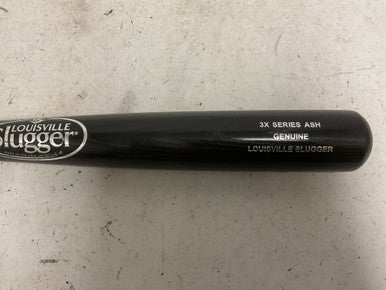 LOUISVILLE
Slugger
3X SERIES ASH
GENUINE
LOUISVILLE SLUGGER